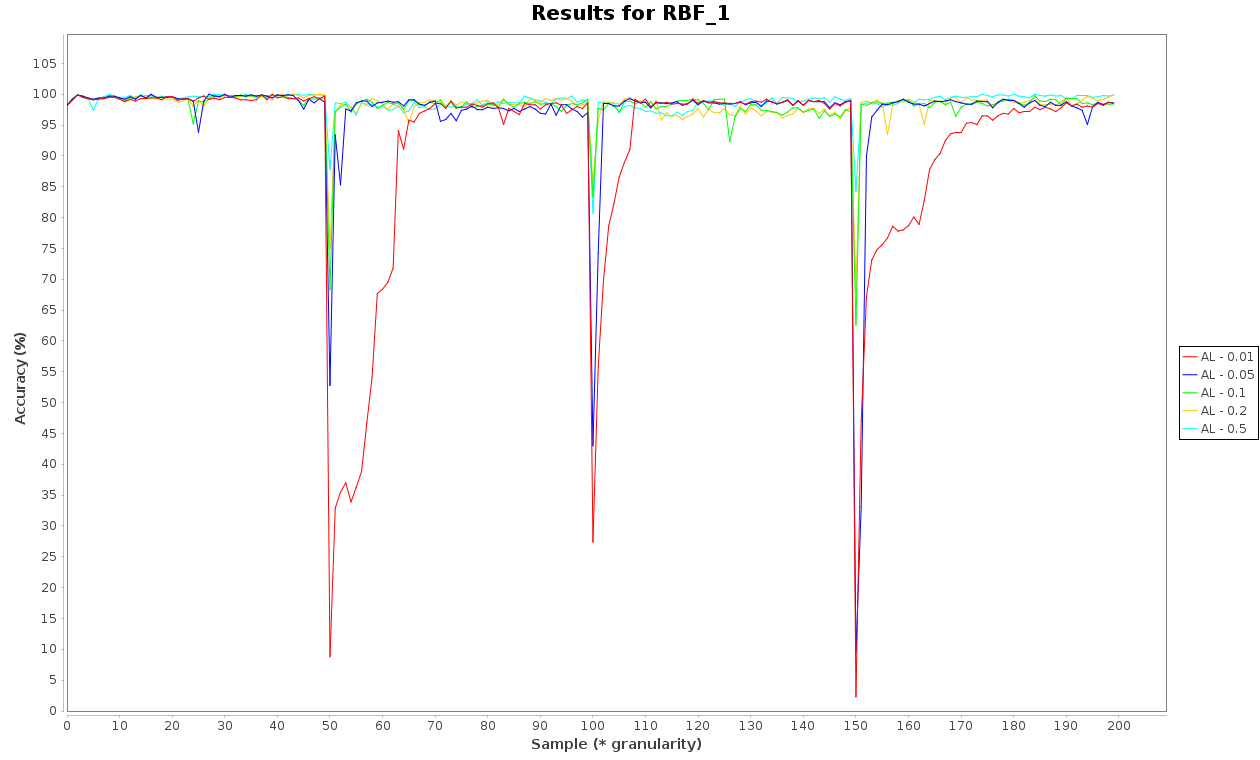 Results for RBF_1
105
100
95
90
85
80
75
70
65
60
55
50
45
40
35
30
25
20
15
10
5
0
Accuracy (%)
0 10 20 30 40 50 60 70 80 90 100 110 120 130 140 150 160 170 180 190 200
Sample (* granularity)
AL - 0.01
AL - 0.05
AL - 0.1
AL - 0.2
AL - 0.5